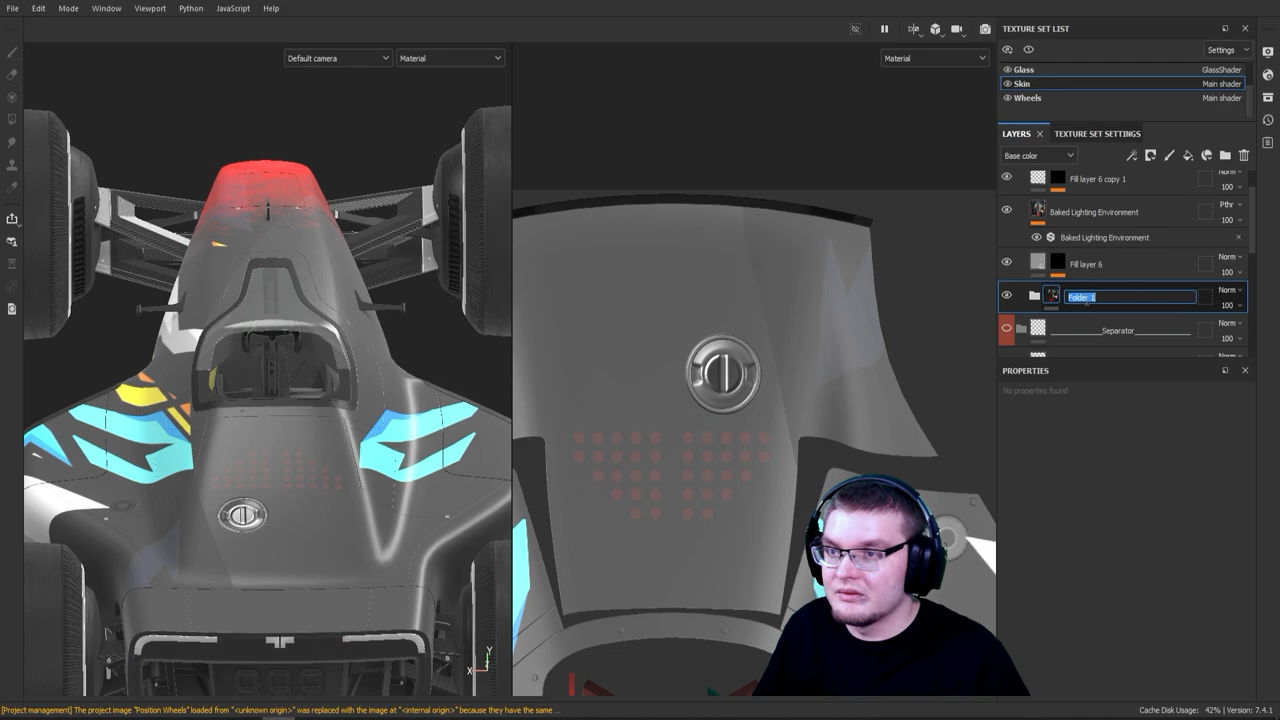 File Edit Mode Window Viewport Python JavaScript Help
TEXTURE SET LIST
Settings
Default camera
Material
Material
Glass GlassShader
Skin Main shader
Wheels Main shader
LAYERS TEXTURE SET SETTINGS
Base color
Norm
Fill layer 6 copy 1
100
Pthr
Baked Lighting Environment
100
Baked Lighting Environment
Norm
Fill layer 6
100
Norm
Folder 1
100
Norm
Separator
100
Norm
PROPERTIES
No properties found
Y
Z
X
[Project management] The project image "Position Wheels" loaded from "<unknown origin>" was replaced with the image at "<internal origin>" because they have the same ...
Cache Disk Usage: 42% | Version: 7.4.1